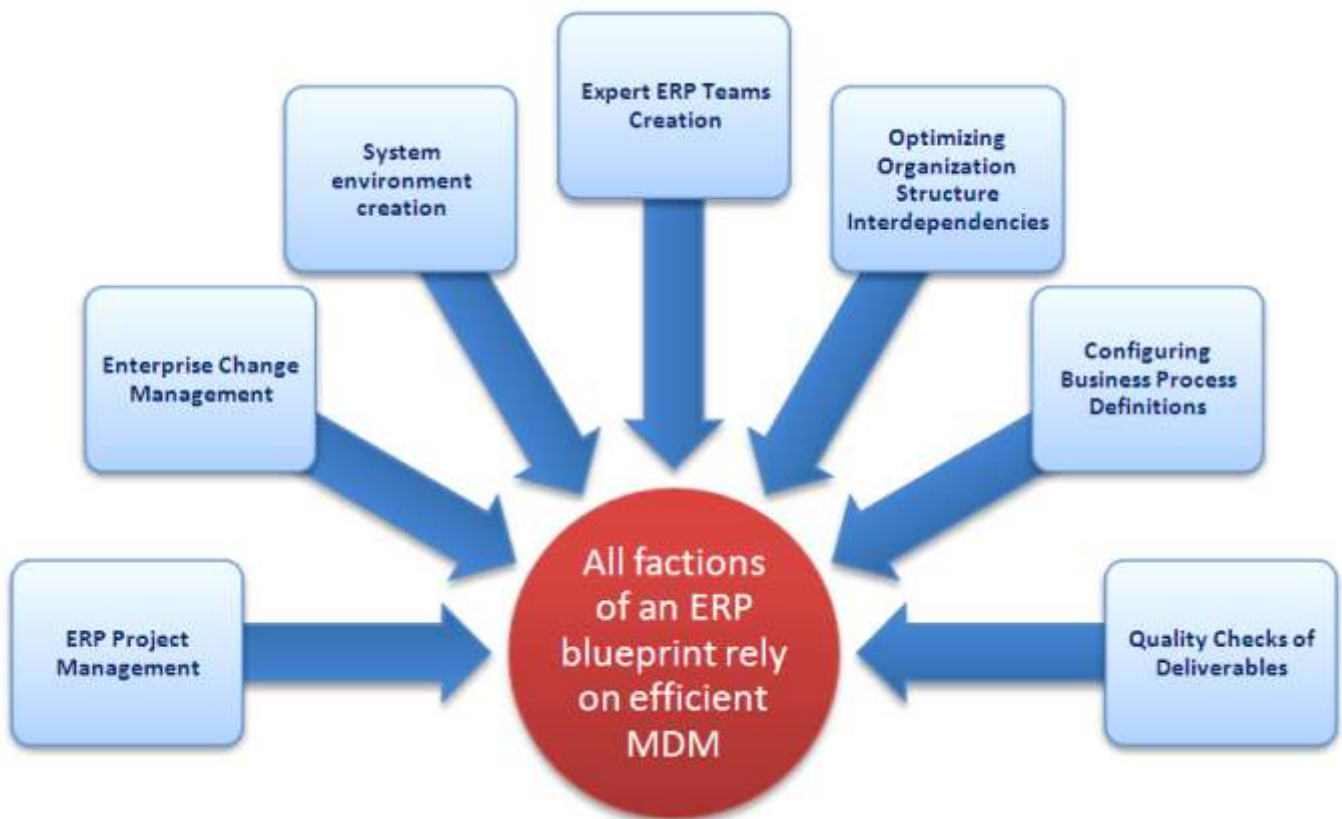 Expert ERP Teams
Creation
System
environment
creation
Optimizing
Organization
Structure
Interdependencies
Enterprise Change
Management
Configuring
Business Process
Definitions
ERP Project
Management
All factions
of an ERP
blueprint rely
on efficient
MDM
Quality Checks of
Deliverables